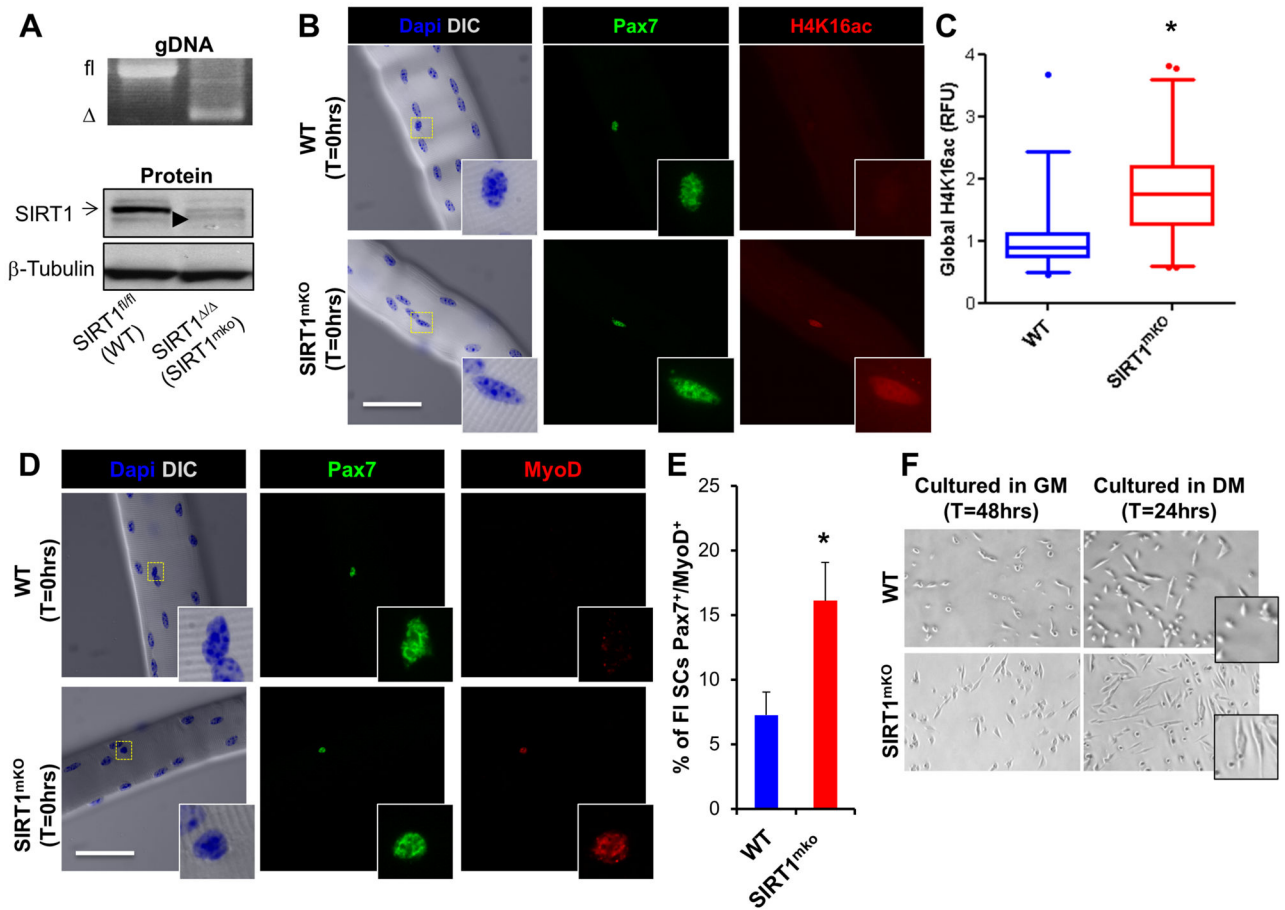 A
gDNA
fl
Δ
Protein
SIRT1
β-Tubulin
SIRT1fl/fl
(WT)
SIRT1Δ/Δ
(SIRT1mko)
B
Dapi DIC
Pax7
H4K16ac
WT
(T=0hrs)
SIRT1mKO
(T=0hrs)
C
*
Global H4K16ac (RFU)
4
3
2
1
0
WT
SIRT1mKO
D
Dapi DIC
Pax7
MyoD
WT
(T=0hrs)
SIRT1mKO
(T=0hrs)
E
% of FI SCs Pax7+/MyoD+
25
20
15
10
5
0
*
WT
SIRT1mKO
F
Cultured in GM
(T=48hrs)
Cultured in DM
(T=24hrs)
WT
SIRT1mKO